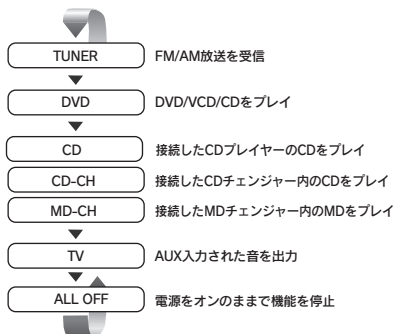 TUNER FM/AM放送を受信
DVD DVD/VCD/CDをプレイ
CD 接続したCDプレイヤーのCDをプレイ
CD-CH 接続したCDチェンジャー内のCDをプレイ
MD-CH 接続したMDチェンジャー内のMDをプレイ
TV AUX入力された音を出力
ALL OFF 電源をオンのままで機能を停止